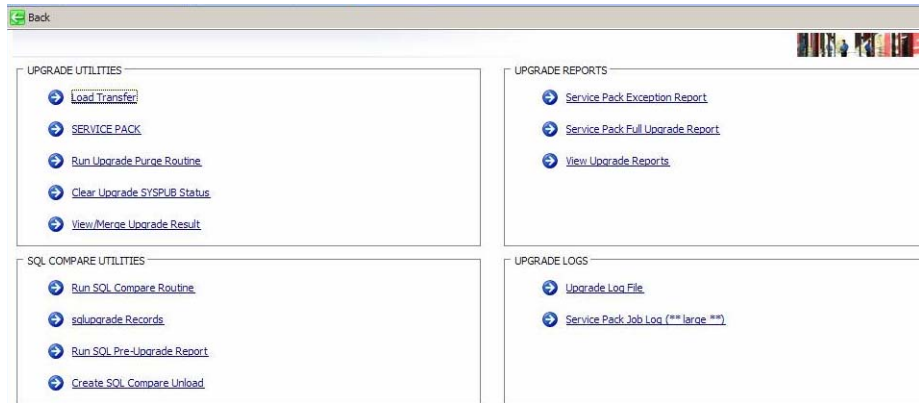 Back
UPGRADE UTILITIES
Load Transfer
SERVICE PACK
Run Upgrade Purge Routine
Clear Upgrade SYSPUB Status
View/Merge Upgrade Result
UPGRADE REPORTS
Service Pack Exception Report
Service Pack Full Upgrade Report
View Upgrade Reports
SQL COMPARE UTILITIES
Run SQL Compare Routine
sqlupgrade Records
Run SQL Pre-Upgrade Report
Create SQL Compare Unload
UPGRADE LOGS
Upgrade Log File
Service Pack Job Log (** large **)